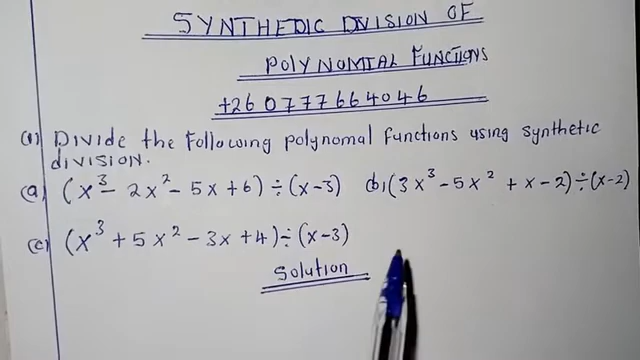 SYNTHETIC DIVISION OF
POLYNOMIAL FUNCTIONS
+260777664046
(1) Divide the following polynomal functions using synthetic
division.
(a) (x³ - 2x² - 5x + 6) ÷ (x - 3) (b) (3x³ - 5x² + x - 2) ÷ (x - 2)
(c) (x³ + 5x² - 3x + 4) ÷ (x - 3)
Solution